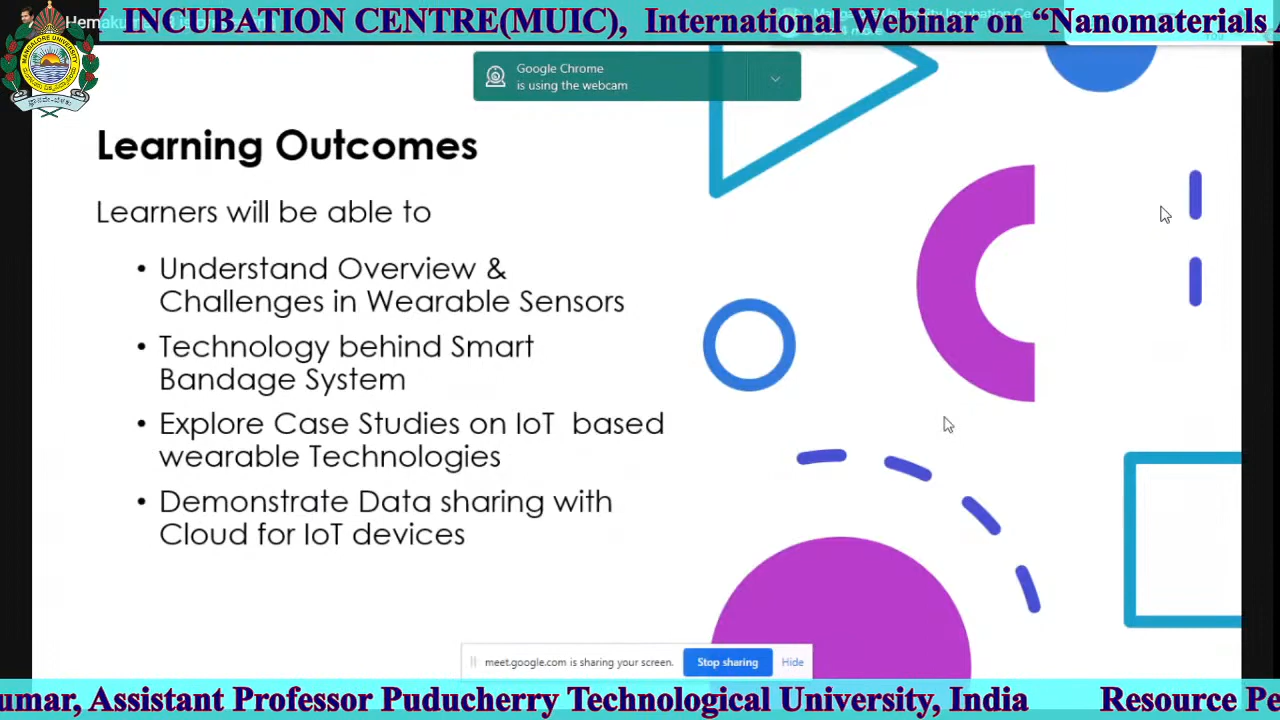 Y INCUBATION CENTRE(MUIC), International Webinar on “Nanomaterials
Google Chrome
is using the webcam
MANGALORE UNIVERSITY
Learning Outcomes
Learners will be able to
• Understand Overview &
Challenges in Wearable Sensors
• Technology behind Smart
Bandage System
• Explore Case Studies on IoT based
wearable Technologies
• Demonstrate Data sharing with
Cloud for IoT devices
meet.google.com is sharing your screen. Stop sharing Hide
umar, Assistant Professor Puducherry Technological University, India Resource Pe